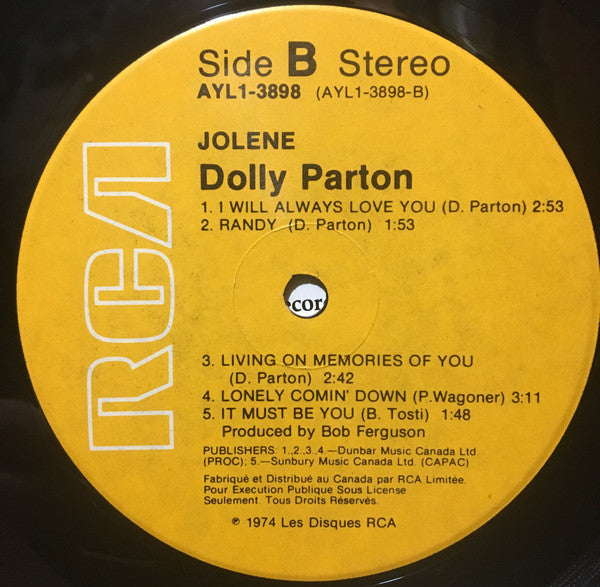 Side B Stereo
AYL1-3898 (AYL1-3898-B)
JOLENE
Dolly Parton
1. I WILL ALWAYS LOVE YOU (D. Parton) 2:53
2. RANDY (D. Parton) 1:53
RCA
cor
3. LIVING ON MEMORIES OF YOU
(D. Parton) 2:42
4. LONELY COMIN' DOWN (P.Wagoner) 3:11
5. IT MUST BE YOU (B. Tosti) 1:48
Produced by Bob Ferguson
PUBLISHERS: 1.,2.,3.,4.—Dunbar Music Canada Ltd.
(PROC); 5.—Sunbury Music Canada Ltd. (CAPAC)
Fabriqué et Distribué au Canada par RCA Limitée.
Pour Execution Publique Sous License
Seulement. Tous Droits Réservés.
℗ 1974 Les Disques RCA